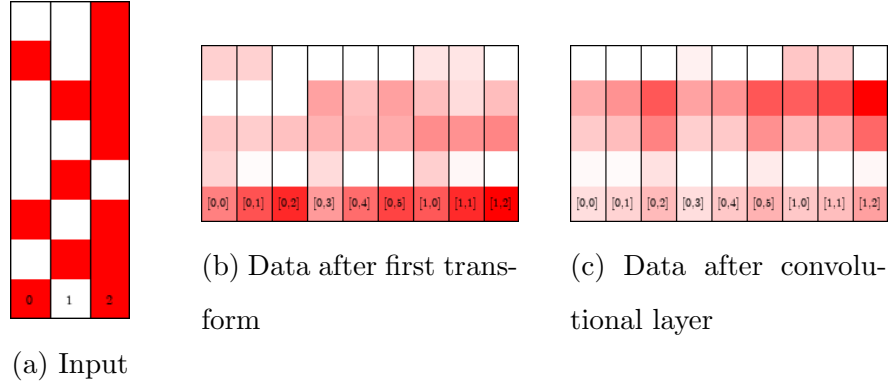 0 1 2
(a) Input
[0,0] [0,1] [0,2] [0,3] [0,4] [0,5] [1,0] [1,1] [1,2]
(b) Data after first trans-
form
[0,0] [0,1] [0,2] [0,3] [0,4] [0,5] [1,0] [1,1] [1,2]
(c) Data after convolu-
tional layer